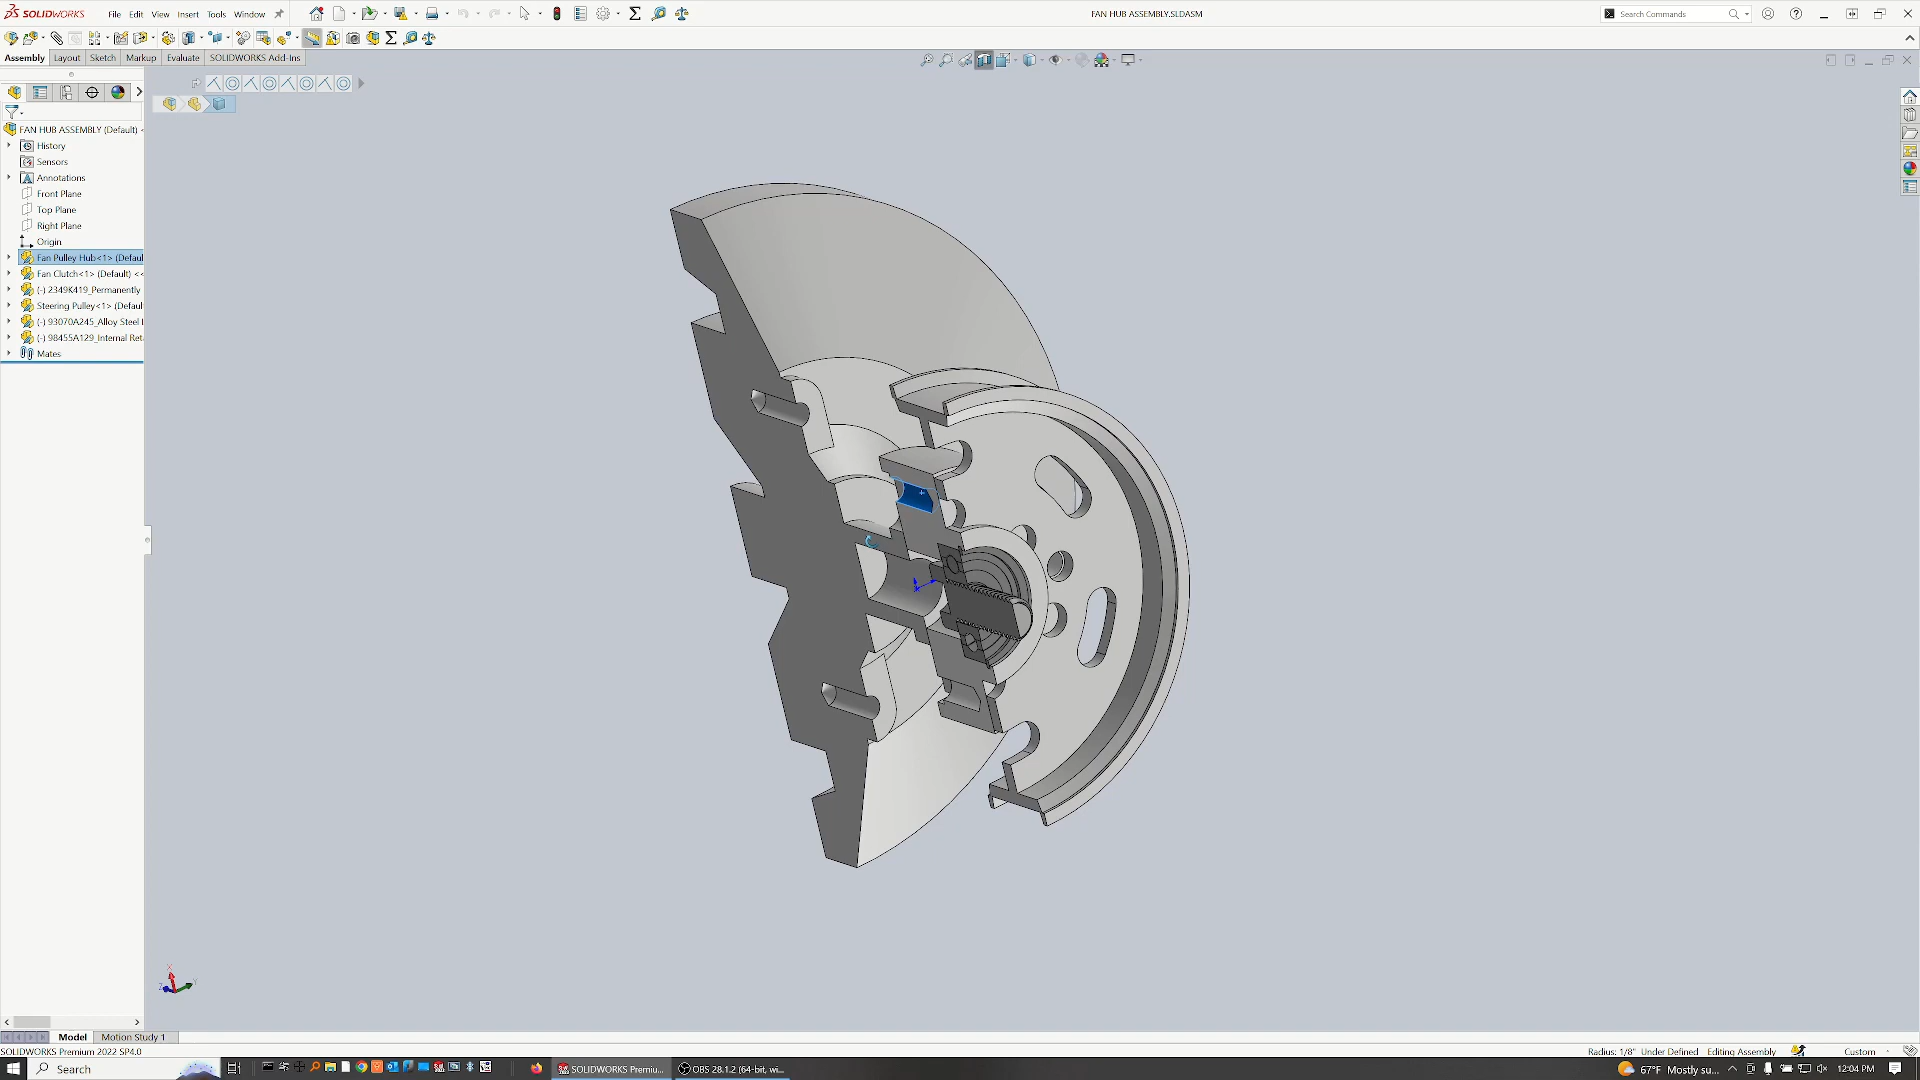 SOLIDWORKS File Edit View Insert Tools Window FAN HUB ASSEMBLY.SLDASM Search Commands
Assembly Layout Sketch Markup Evaluate SOLIDWORKS Add-Ins
FAN HUB ASSEMBLY (Default) <
History
Sensors
Annotations
Front Plane
Top Plane
Right Plane
Origin
Fan Pulley Hub<1> (Defaul
Fan Clutch<1> (Default) <<
(-) 2349K419_Permanently
Steering Pulley<1> (Defaul
(-) 93070A245_Alloy Steel
(-) 98455A129_Internal Reta
Mates
X
Y
Z
Model Motion Study 1
SOLIDWORKS Premium 2022 SP4.0 Radius: 1/8" Under Defined Editing Assembly Custom
Search SOLIDWORKS Premiu... OBS 28.1.2 (64-bit, wi... 67°F Mostly su... 12:04 PM